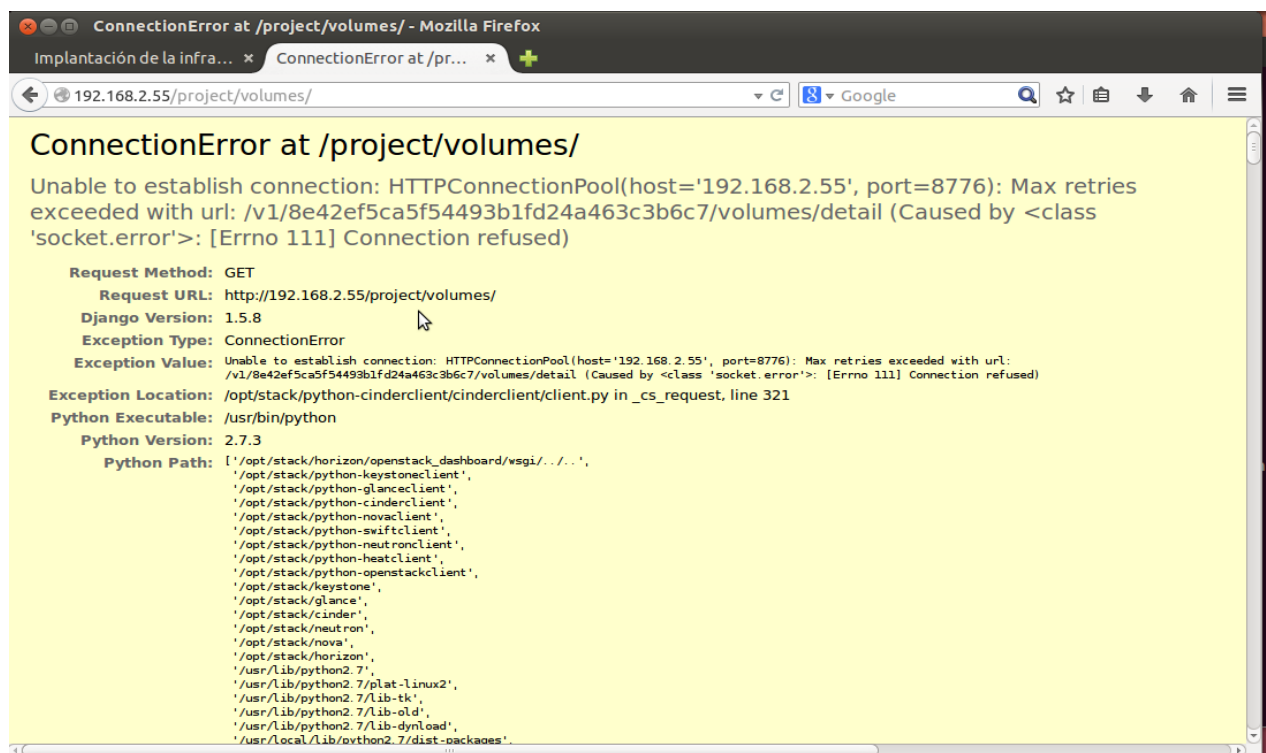 ConnectionError at /project/volumes/ - Mozilla Firefox
Implantación de la infra... × ConnectionError at /pr... ×
192.168.2.55/project/volumes/
Google
ConnectionError at /project/volumes/
Unable to establish connection: HTTPConnectionPool(host='192.168.2.55', port=8776): Max retries
exceeded with url: /v1/8e42ef5ca5f54493b1fd24a463c3b6c7/volumes/detail (Caused by <class
'socket.error'>: [Errno 111] Connection refused)
Request Method: GET
Request URL: http://192.168.2.55/project/volumes/
Django Version: 1.5.8
Exception Type: ConnectionError
Exception Value: Unable to establish connection: HTTPConnectionPool(host='192.168.2.55', port=8776): Max retries exceeded with url:
/v1/8e42ef5ca5f54493b1fd24a463c3b6c7/volumes/detail (Caused by <class 'socket.error'>: [Errno 111] Connection refused)
Exception Location: /opt/stack/python-cinderclient/cinderclient/client.py in _cs_request, line 321
Python Executable: /usr/bin/python
Python Version: 2.7.3
Python Path: ['/opt/stack/horizon/openstack_dashboard/wsgi/../..',
'/opt/stack/python-keystoneclient',
'/opt/stack/python-glanceclient',
'/opt/stack/python-cinderclient',
'/opt/stack/python-novaclient',
'/opt/stack/python-swiftclient',
'/opt/stack/python-neutronclient',
'/opt/stack/python-heatclient',
'/opt/stack/python-openstackclient',
'/opt/stack/keystone',
'/opt/stack/glance',
'/opt/stack/cinder',
'/opt/stack/neutron',
'/opt/stack/nova',
'/opt/stack/horizon',
'/usr/lib/python2.7',
'/usr/lib/python2.7/plat-linux2',
'/usr/lib/python2.7/lib-tk',
'/usr/lib/python2.7/lib-old',
'/usr/lib/python2.7/lib-dynload',
'/usr/local/lib/python2.7/dist-packages',